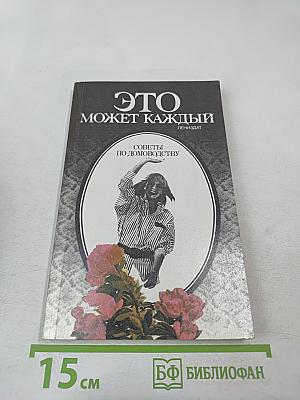 ЭТО
МОЖЕТ КАЖДЫЙ
ЛЕНИЗДАТ
СОВЕТЫ
ПО ДОМОВОДСТВУ
15 см
БФ БИБЛИОФАН